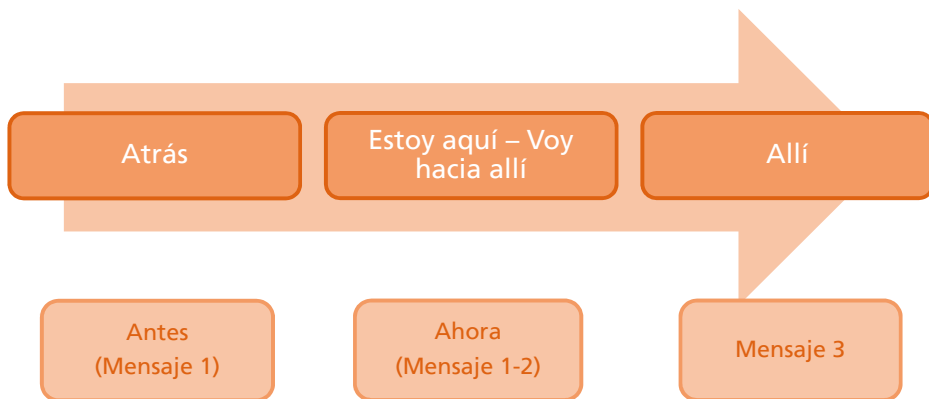 Atrás
Estoy aquí – Voy
hacia allí
Allí
Antes
(Mensaje 1)
Ahora
(Mensaje 1-2)
Mensaje 3